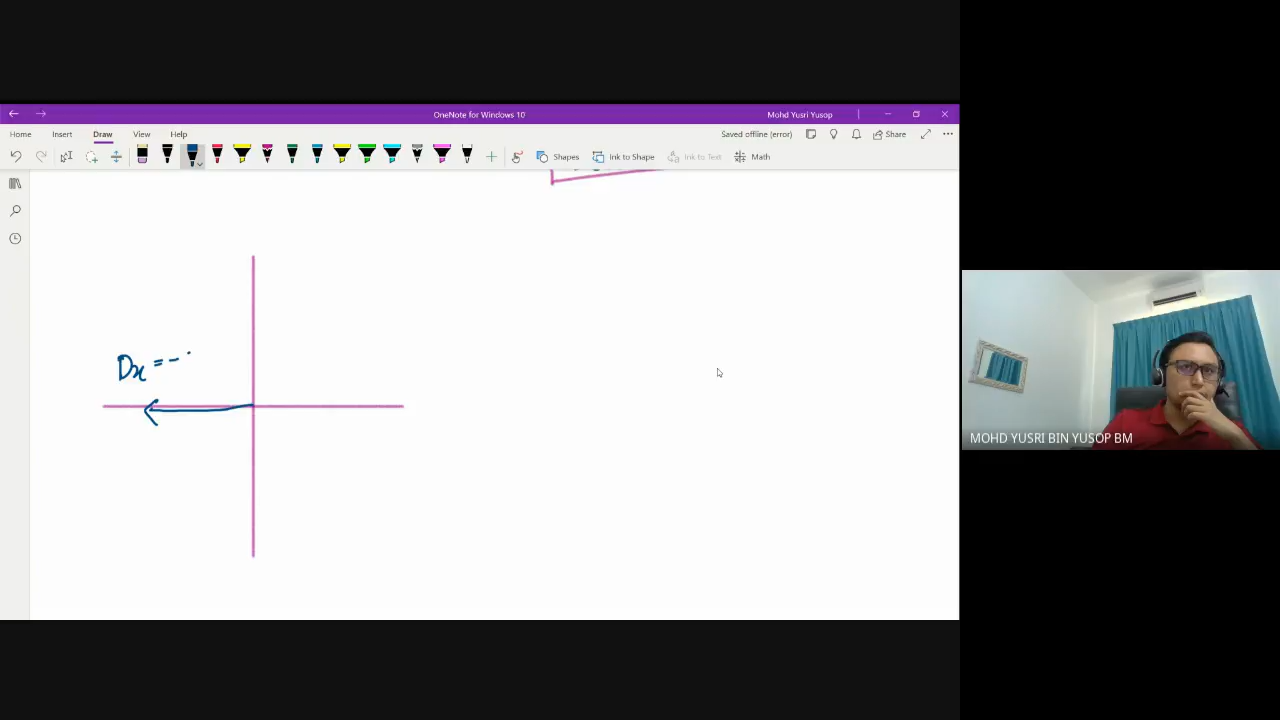 OneNote for Windows 10
Mohd Yusri Yusop
Home Insert Draw View Help
Saved offline (error)
Share
Shapes
Ink to Shape
Ink to Text
Math
Dx = -
MOHD YUSRI BIN YUSOP BM